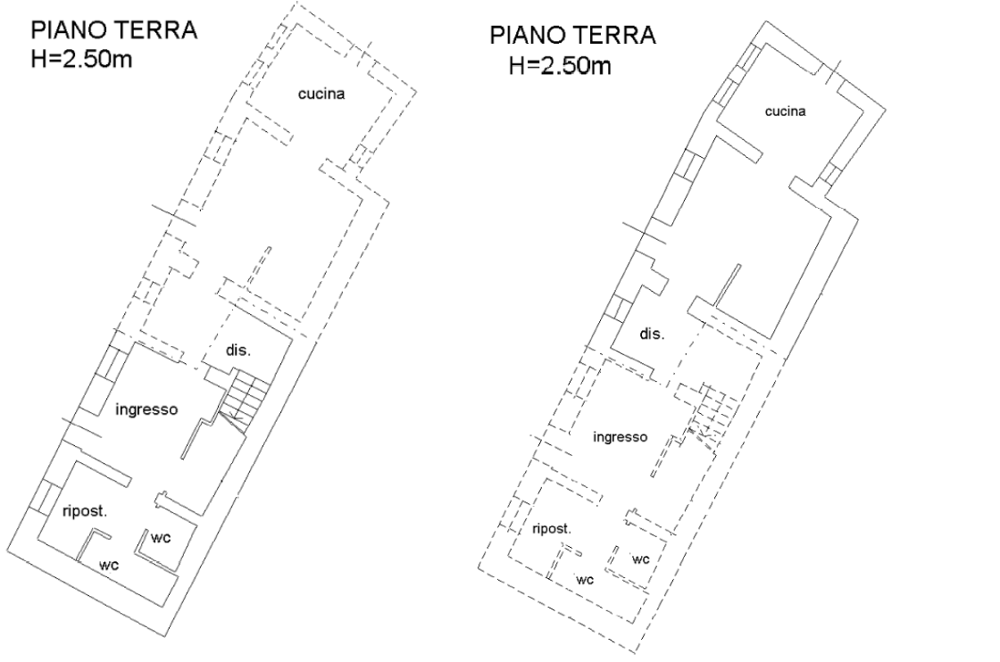 PIANO TERRA
H=2.50m
cucina
dis.
ingresso
ripost.
wc
wc
PIANO TERRA
H=2.50m
cucina
dis.
ingresso
ripost.
wc
wc